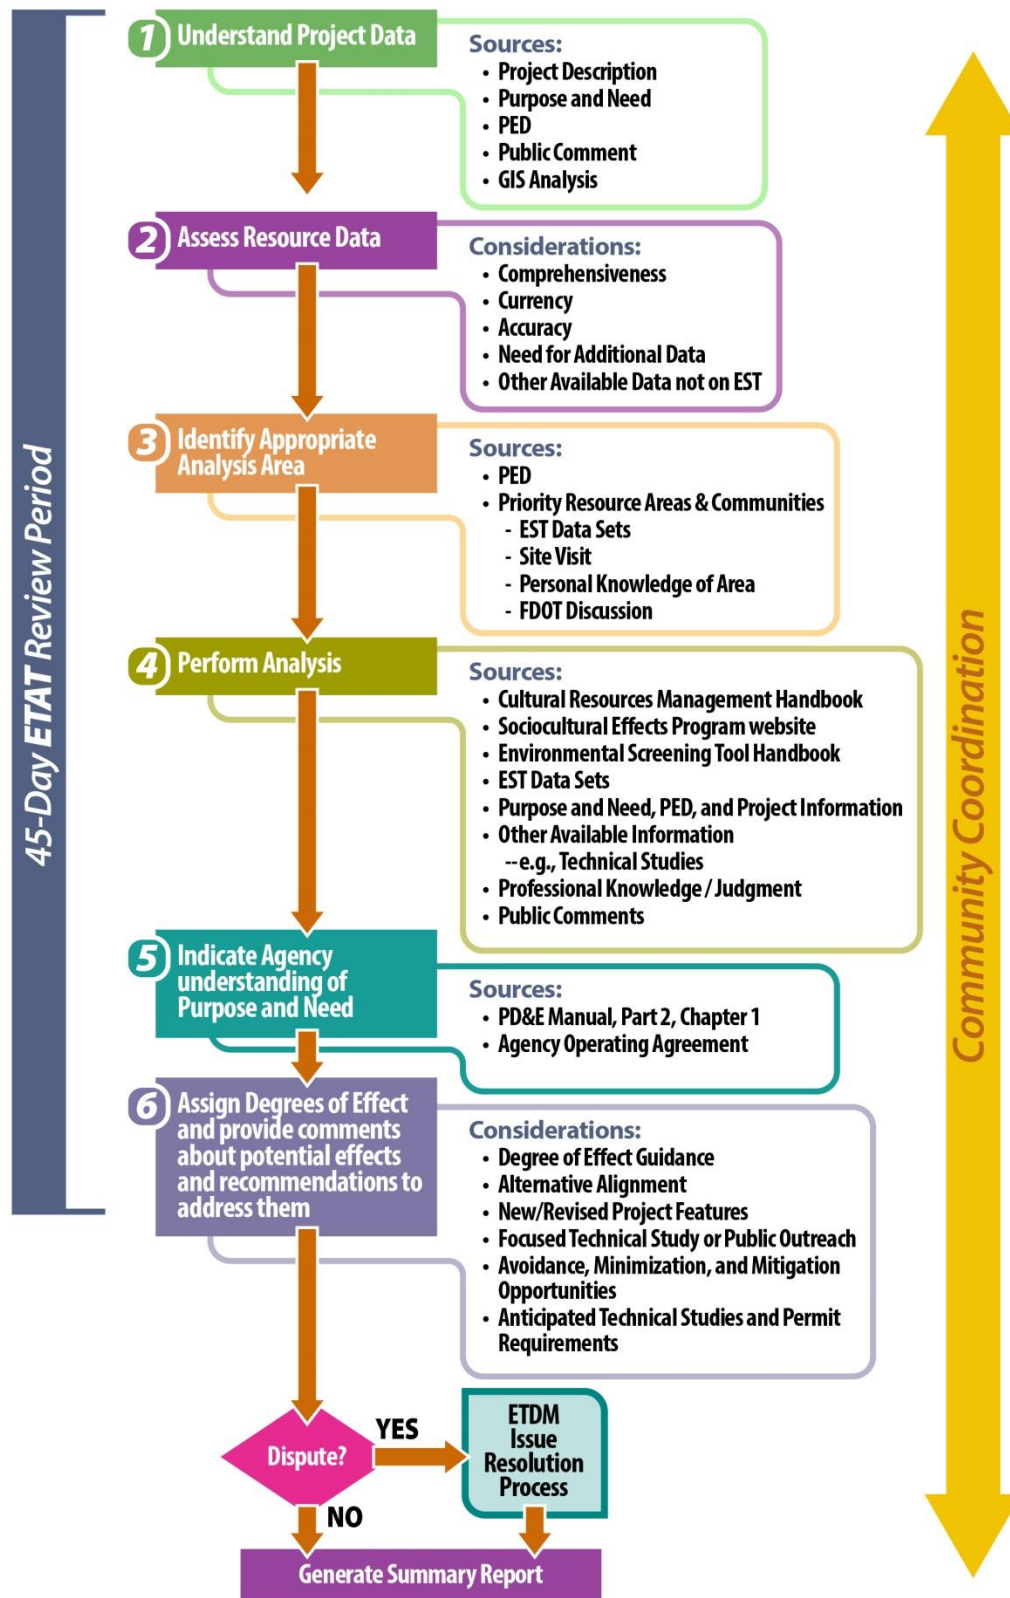 45-Day ETAT Review Period
1 Understand Project Data
Sources:
• Project Description
• Purpose and Need
• PED
• Public Comment
• GIS Analysis
2 Assess Resource Data
Considerations:
• Comprehensiveness
• Currency
• Accuracy
• Need for Additional Data
• Other Available Data not on EST
3 Identify Appropriate
Analysis Area
Sources:
• PED
• Priority Resource Areas & Communities
- EST Data Sets
- Site Visit
- Personal Knowledge of Area
- FDOT Discussion
4 Perform Analysis
Sources:
• Cultural Resources Management Handbook
• Sociocultural Effects Program website
• Environmental Screening Tool Handbook
• EST Data Sets
• Purpose and Need, PED, and Project Information
• Other Available Information
--e.g., Technical Studies
• Professional Knowledge / Judgment
• Public Comments
5 Indicate Agency
understanding of
Purpose and Need
Sources:
• PD&E Manual, Part 2, Chapter 1
• Agency Operating Agreement
6 Assign Degrees of Effect
and provide comments
about potential effects
and recommendations to
address them
Considerations:
• Degree of Effect Guidance
• Alternative Alignment
• New/Revised Project Features
• Focused Technical Study or Public Outreach
• Avoidance, Minimization, and Mitigation
Opportunities
• Anticipated Technical Studies and Permit
Requirements
Dispute?
YES
NO
ETDM
Issue
Resolution
Process
Generate Summary Report
Community Coordination